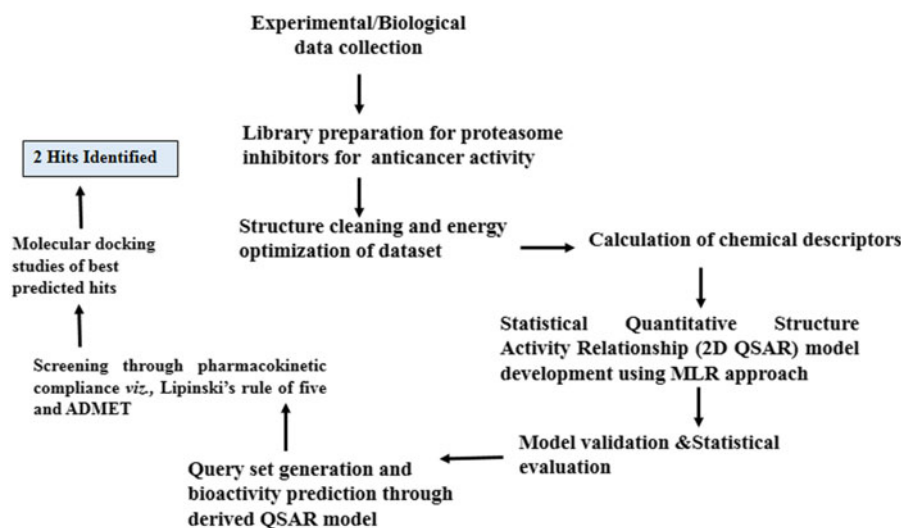 Experimental/Biological
data collection
Library preparation for proteasome
inhibitors for anticancer activity
Structure cleaning and energy
optimization of dataset
Calculation of chemical descriptors
Statistical Quantitative Structure
Activity Relationship (2D QSAR) model
development using MLR approach
Model validation &Statistical
evaluation
Query set generation and
bioactivity prediction through
derived QSAR model
Screening through pharmacokinetic
compliance viz., Lipinski's rule of five
and ADMET
Molecular docking
studies of best
predicted hits
2 Hits Identified